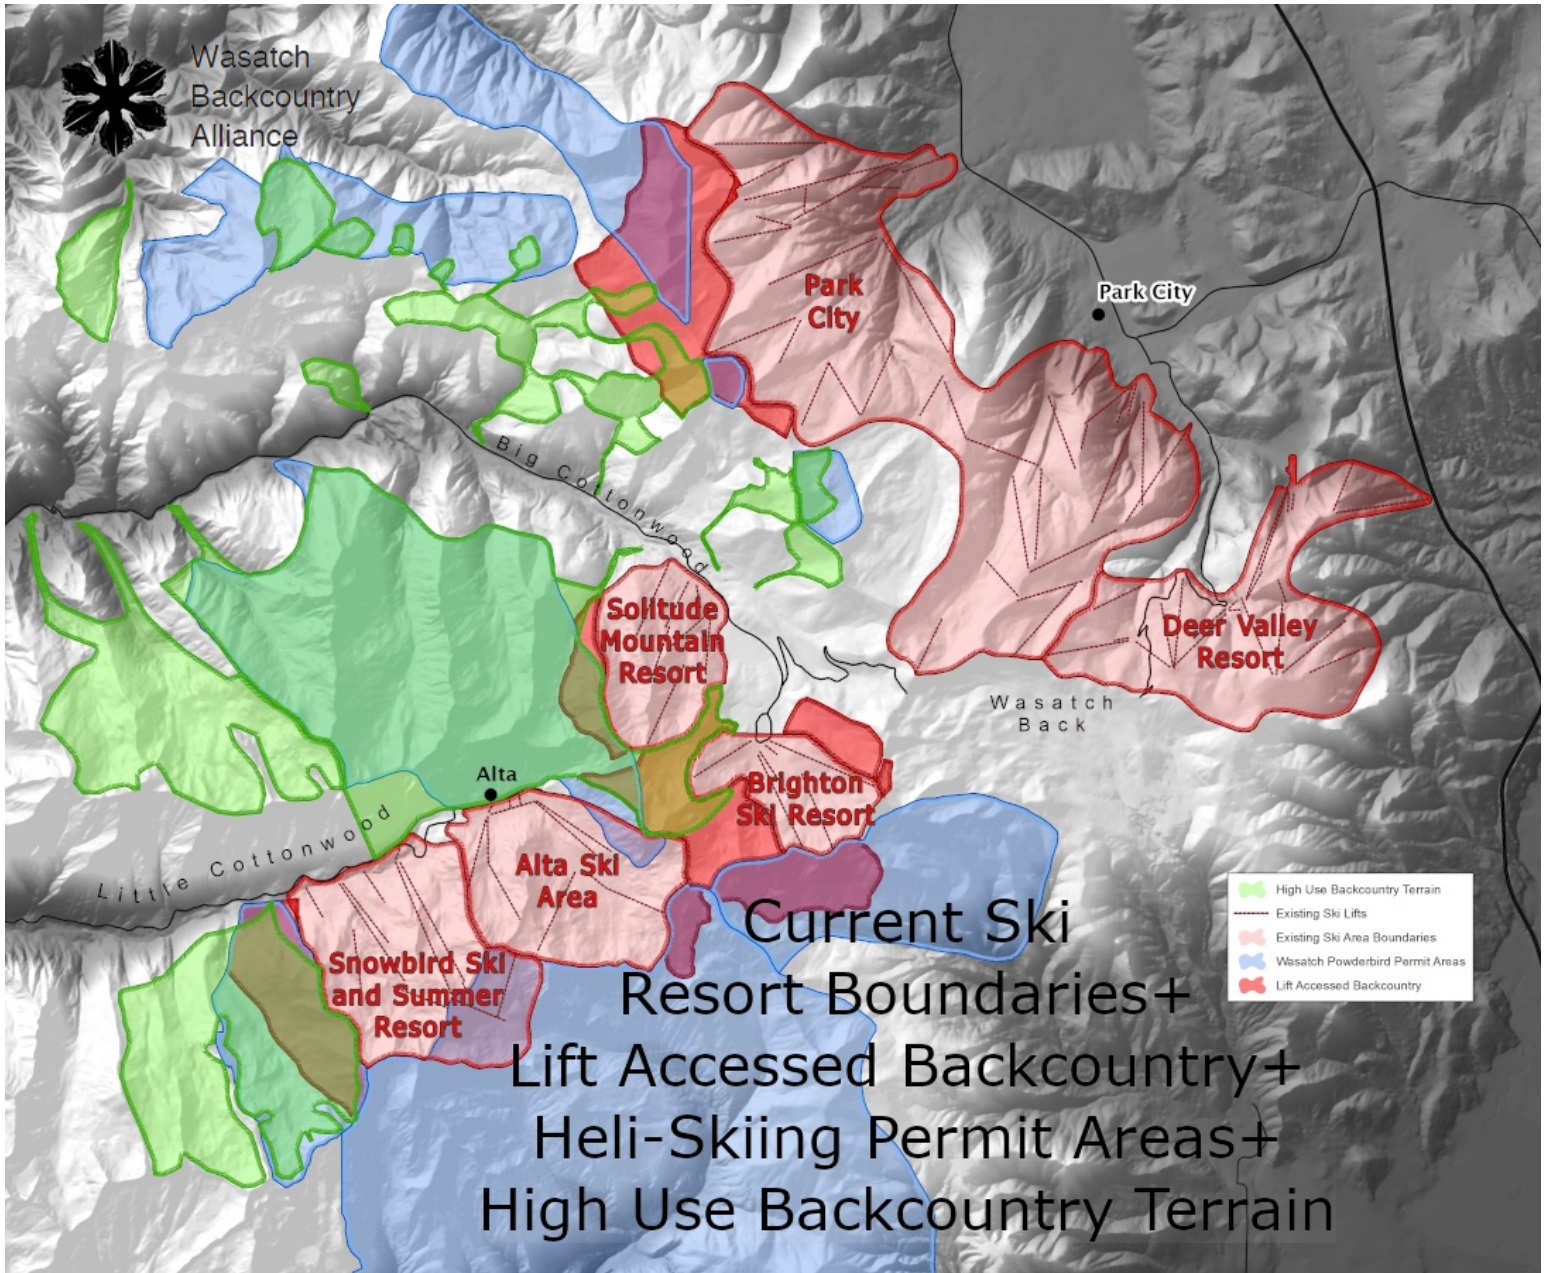 Wasatch
Backcountry
Alliance
Park
City
Park City
Big Cottonwood
Solitude
Mountain
Resort
Deer Valley
Resort
Wasatch
Back
Alta
Brighton
Ski Resort
Little Cottonwood
Alta Ski
Area
Snowbird Ski
and Summer
Resort
High Use Backcountry Terrain
Existing Ski Lifts
Existing Ski Area Boundaries
Wasatch Powderbird Permit Areas
Lift Accessed Backcountry
Current Ski
Resort Boundaries+
Lift Accessed Backcountry+
Heli-Skiing Permit Areas+
High Use Backcountry Terrain